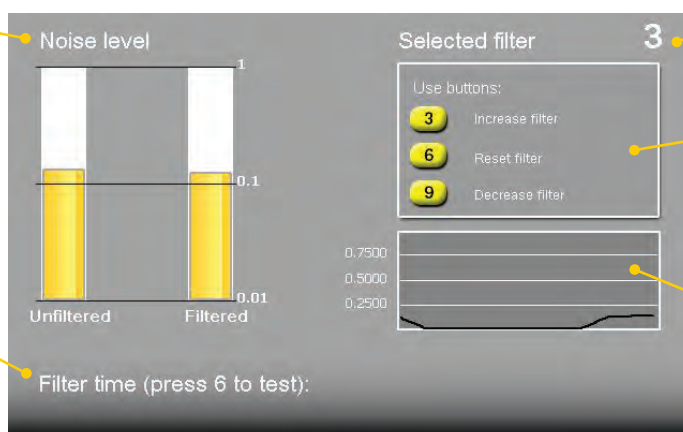 Noise level
1
0.1
0.01
Unfiltered Filtered
Selected filter 3
Use buttons:
3 Increase filter
6 Reset filter
9 Decrease filter
0.7500
0.5000
0.2500
Filter time (press 6 to test):